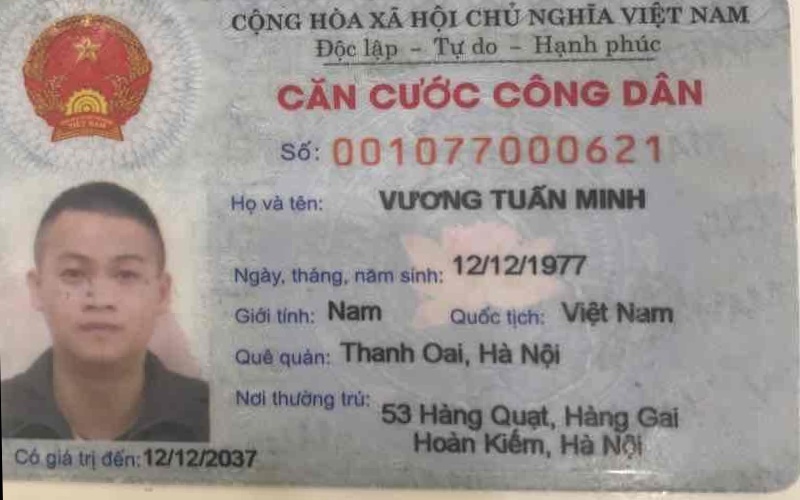 CỘNG HÒA XÃ HỘI CHỦ NGHĨA VIỆT NAM
Độc lập - Tự do - Hạnh phúc
CĂN CƯỚC CÔNG DÂN
Số: 001077000621
Họ và tên: VƯƠNG TUẤN MINH
Ngày, tháng, năm sinh: 12/12/1977
Giới tính: Nam Quốc tịch: Việt Nam
Quê quán: Thanh Oai, Hà Nội
Nơi thường trú: 53 Hàng Quạt, Hàng Gai
Hoàn Kiếm, Hà Nội
Có giá trị đến: 12/12/2037